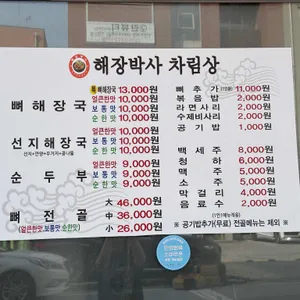 해장박사 차림상
뼈해장국
특 뼈해장국 13,000원
얼큰한맛 10,000원
보통맛 10,000원
순한맛 10,000원
선지해장국
선지+양+우거지+콩나물
얼큰한맛 10,000원
보통맛 10,000원
순두부
얼큰한맛 9,000원
보통맛 9,000원
순한맛 9,000원
뼈전골
(얼큰한맛 보통맛 순한맛)
大 46,000원
中 36,000원
小 26,000원
뼈추가 11,000원
볶음밥 2,000원
라면사리 2,000원
수제비사리 2,000원
공기밥 1,000원
백세주 8,000원
청하 6,000원
맥주 5,000원
소주 5,000원
막걸리 4,000원
음료수 2,000원
※ 공기밥추가(무료) 전골메뉴는 제외 ※